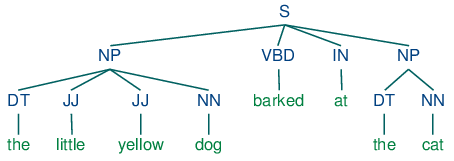 S
NP VBD IN NP
DT JJ JJ NN barked at DT NN
the little yellow dog the cat